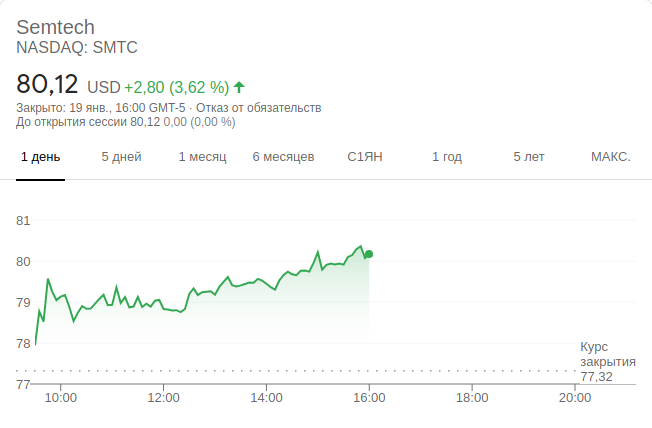 Semtech
NASDAQ: SMTC
80,12 USD +2,80 (3,62 %)
Закрыто: 19 янв., 16:00 GMT-5 · Отказ от обязательств
До открытия сессии 80,12 0,00 (0,00 %)
1 день 5 дней 1 месяц 6 месяцев С1ЯН 1 год 5 лет МАКС.
81
80
79
78
Курс
закрытия
77,32
77
10:00 12:00 14:00 16:00 18:00 20:00